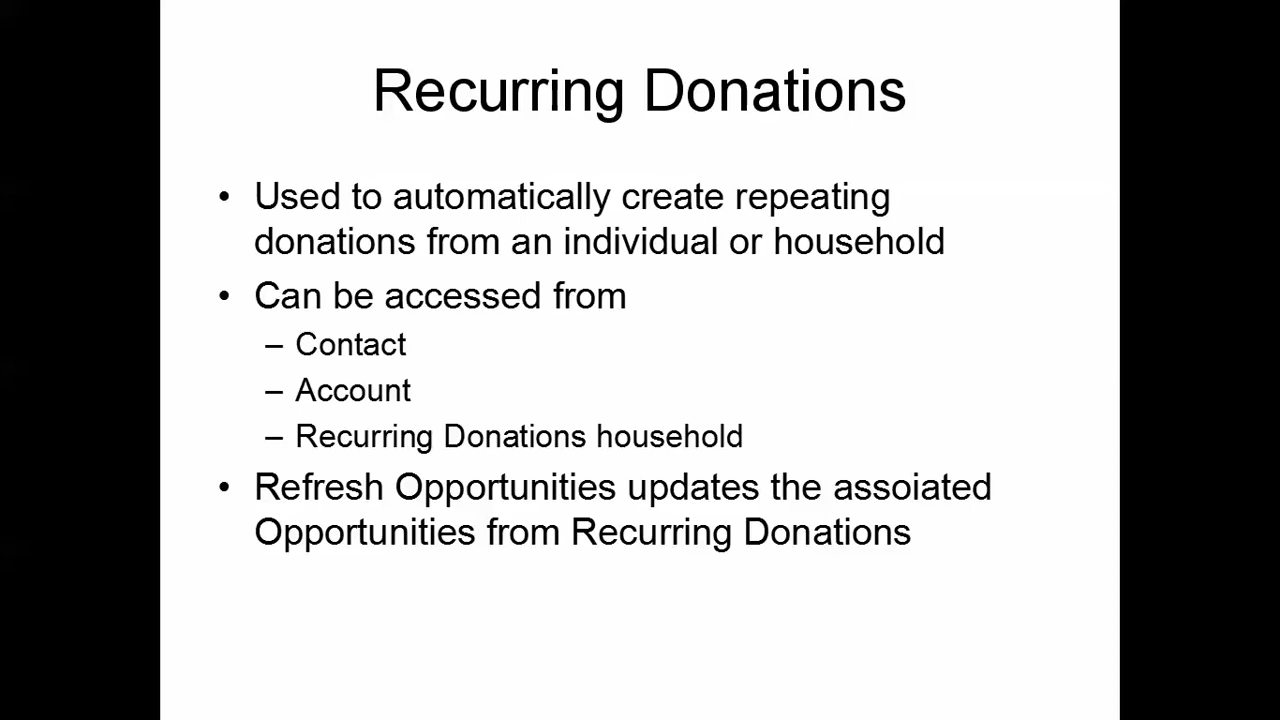 Recurring Donations
• Used to automatically create repeating
donations from an individual or household
• Can be accessed from
– Contact
– Account
– Recurring Donations household
• Refresh Opportunities updates the assoiated
Opportunities from Recurring Donations